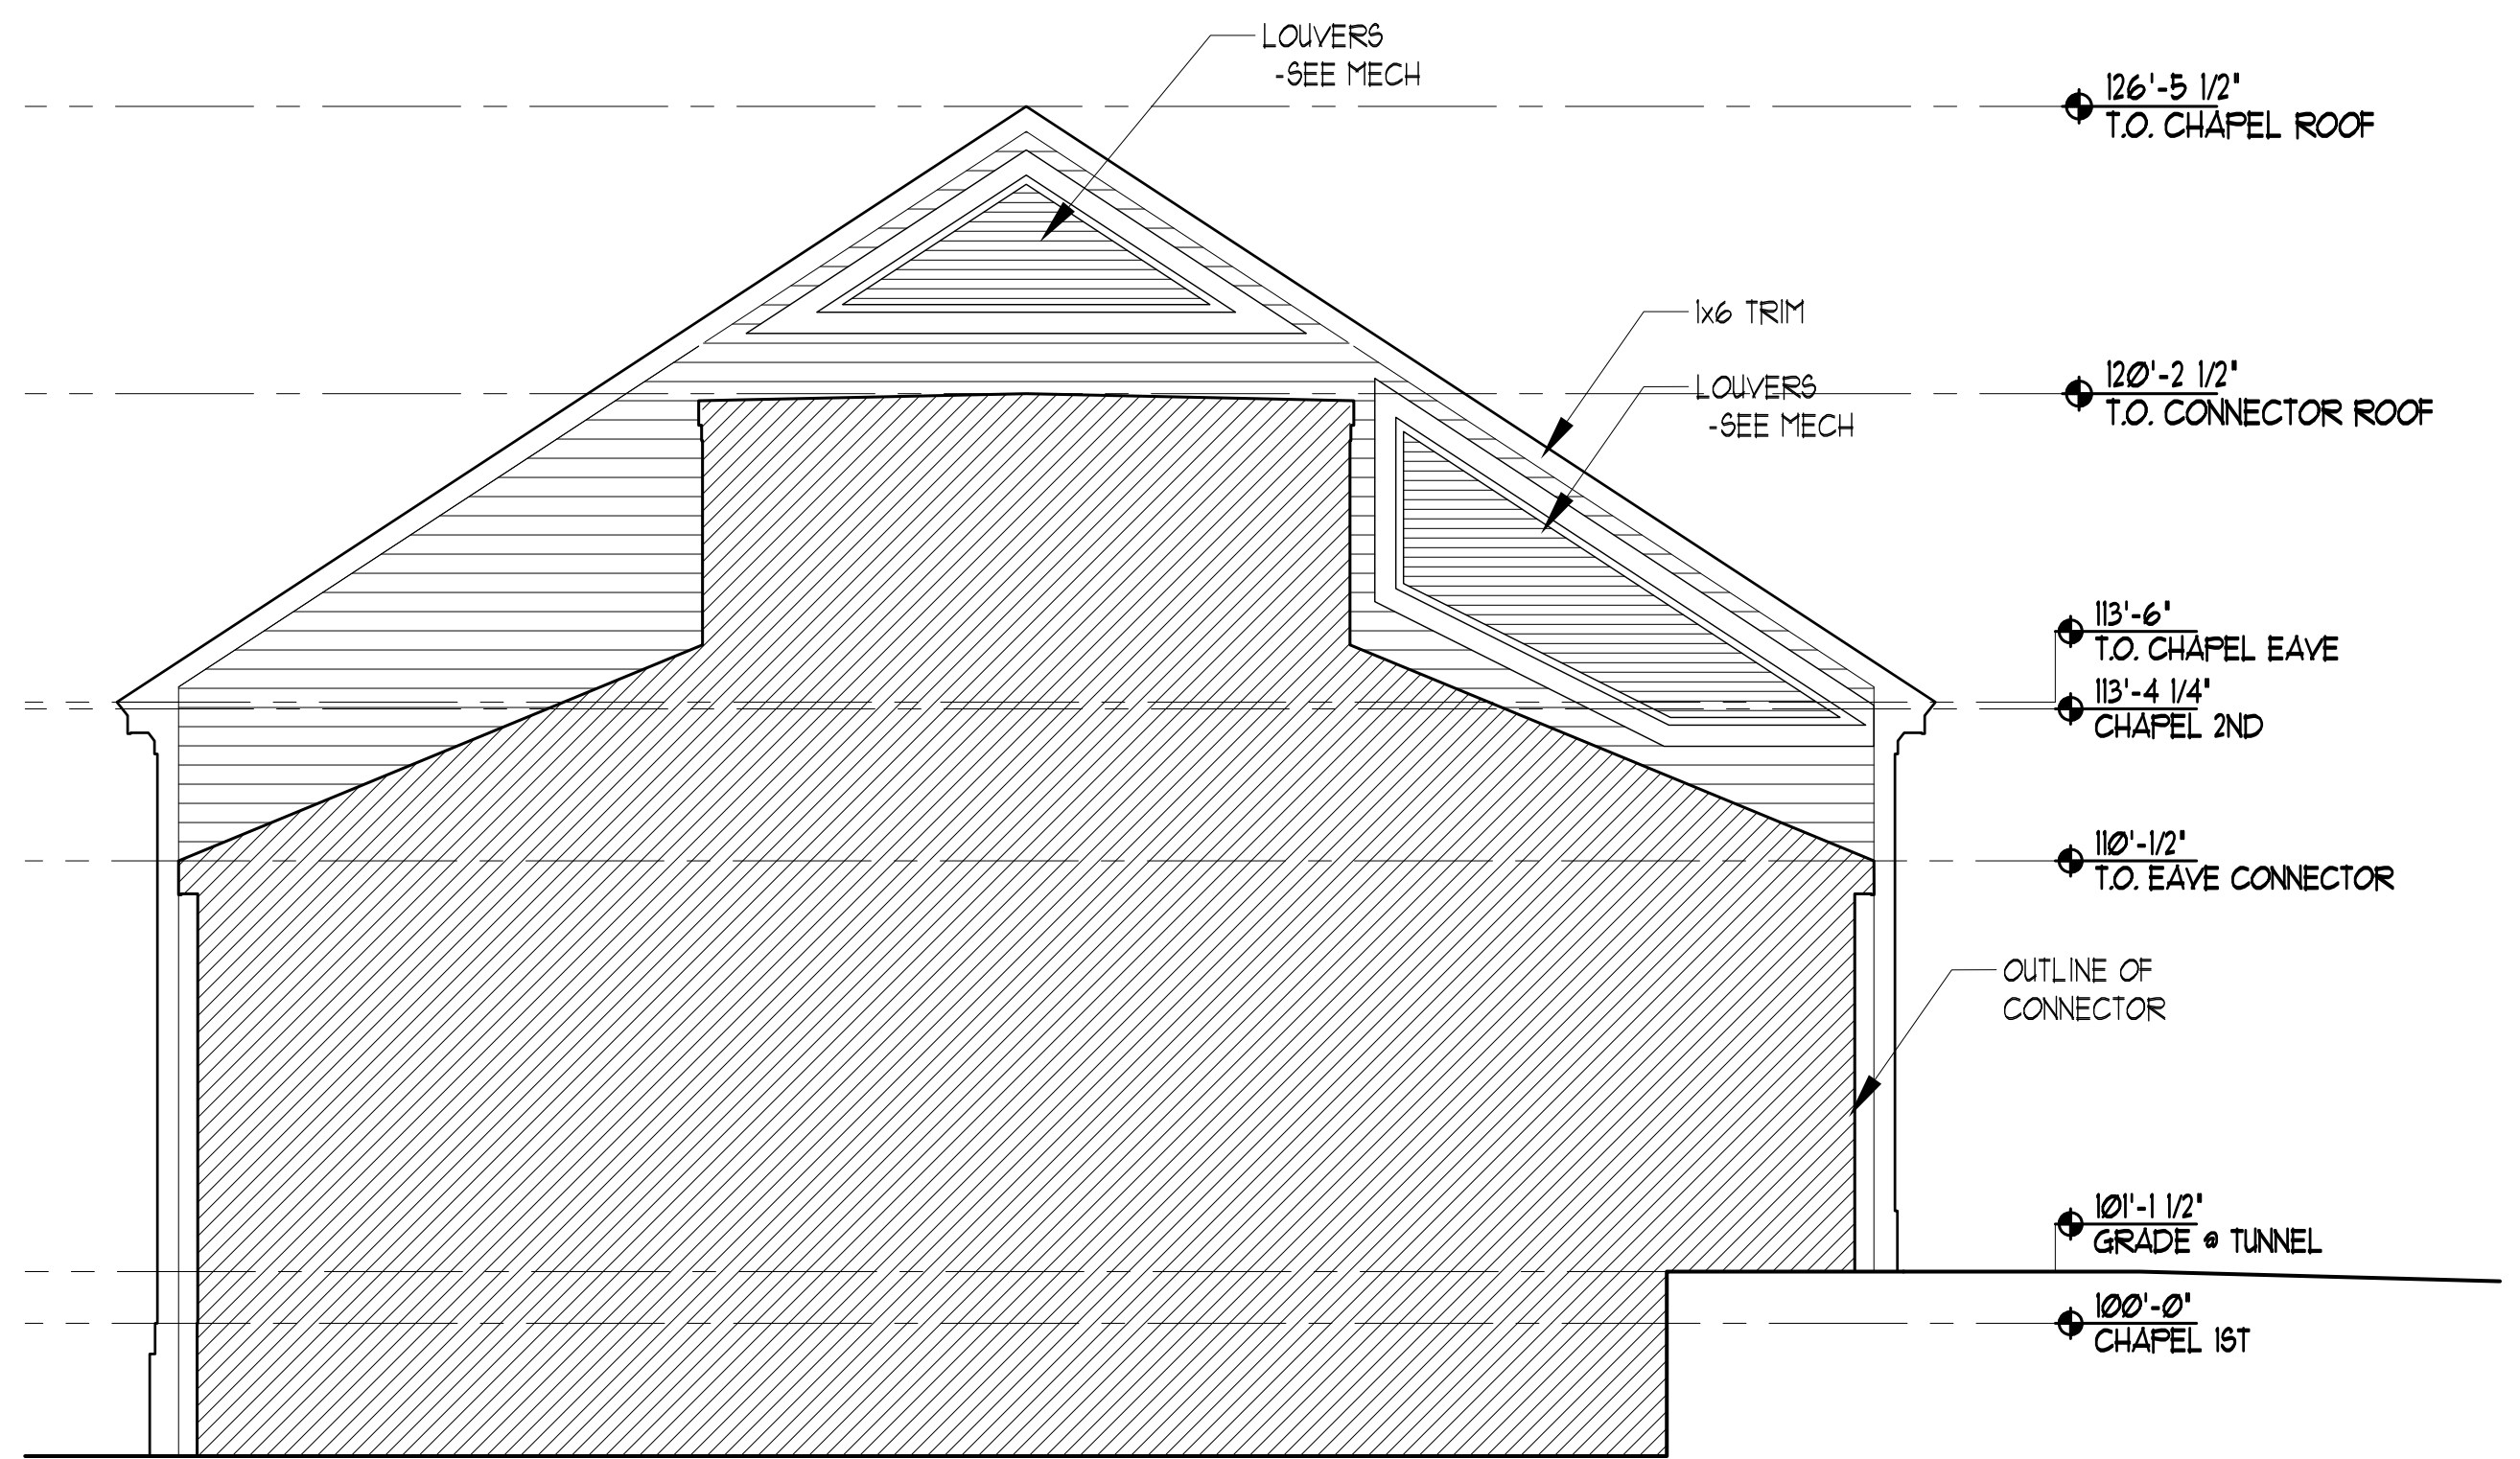 LOUVERS
-SEE MECH
126'-5 1/2"
T.O. CHAPEL ROOF
1x6 TRIM
LOUVERS
-SEE MECH
120'-2 1/2"
T.O. CONNECTOR ROOF
113'-6"
T.O. CHAPEL EAVE
113'-4 1/4"
CHAPEL 2ND
110'-1/2"
T.O. EAVE CONNECTOR
OUTLINE OF
CONNECTOR
101'-1 1/2"
GRADE @ TUNNEL
100'-0"
CHAPEL 1ST